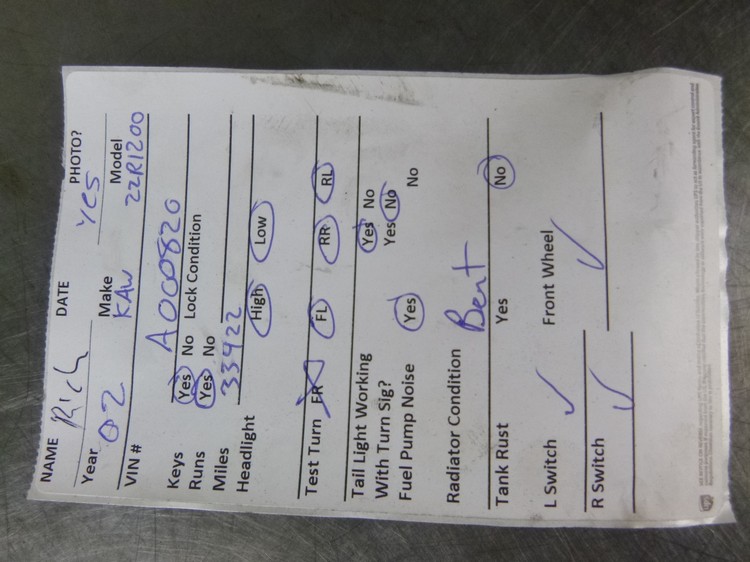 NAME Rich DATE PHOTO?
Year 02 Make KAW yes Model ZZR1200
VIN # A000820
Keys Yes No Lock Condition
Runs Yes No
Miles 33422
Headlight High Low
Test Turn FR FL RR RL
Tail Light Working Yes No
With Turn Sig? Yes No
Fuel Pump Noise Yes No
Radiator Condition Bent
Tank Rust Yes No
L Switch ✓ Front Wheel ✓
R Switch ✓